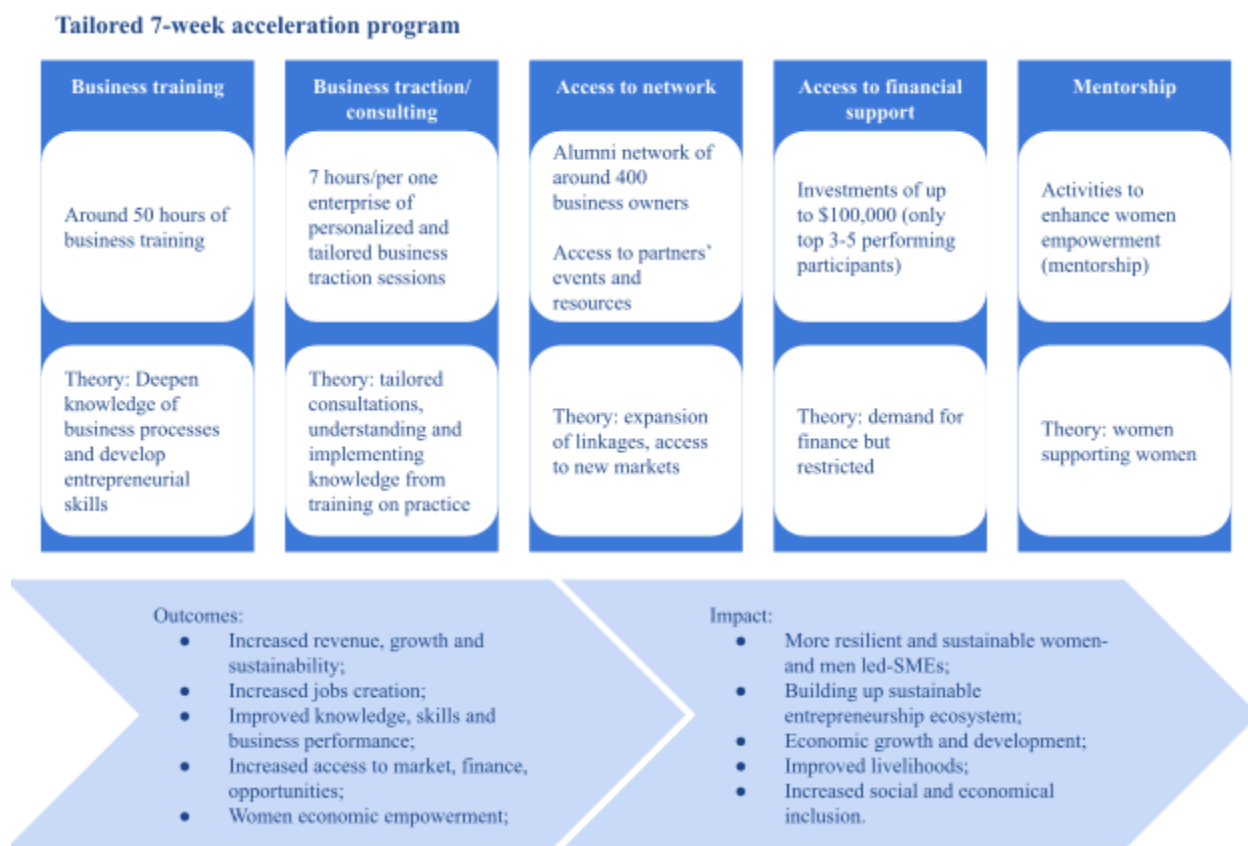 Tailored 7-week acceleration program
Business training
Around 50 hours of
business training
Theory: Deepen
knowledge of
business processes
and develop
entrepreneurial
skills
Business traction/
consulting
7 hours/per one
enterprise of
personalized and
tailored business
traction sessions
Theory: tailored
consultations,
understanding and
implementing
knowledge from
training on practice
Access to network
Alumni network of
around 400
business owners
Access to partners’
events and
resources
Theory: expansion
of linkages, access
to new markets
Access to financial
support
Investments of up
to $100,000 (only
top 3-5 performing
participants)
Theory: demand for
finance but
restricted
Mentorship
Activities to
enhance women
empowerment
(mentorship)
Theory: women
supporting women
Outcomes:
● Increased revenue, growth and
sustainability;
● Increased jobs creation;
● Improved knowledge, skills and
business performance;
● Increased access to market, finance,
opportunities;
● Women economic empowerment;
Impact:
● More resilient and sustainable women-
and men led-SMEs;
● Building up sustainable
entrepreneurship ecosystem;
● Economic growth and development;
● Improved livelihoods;
● Increased social and economical
inclusion.